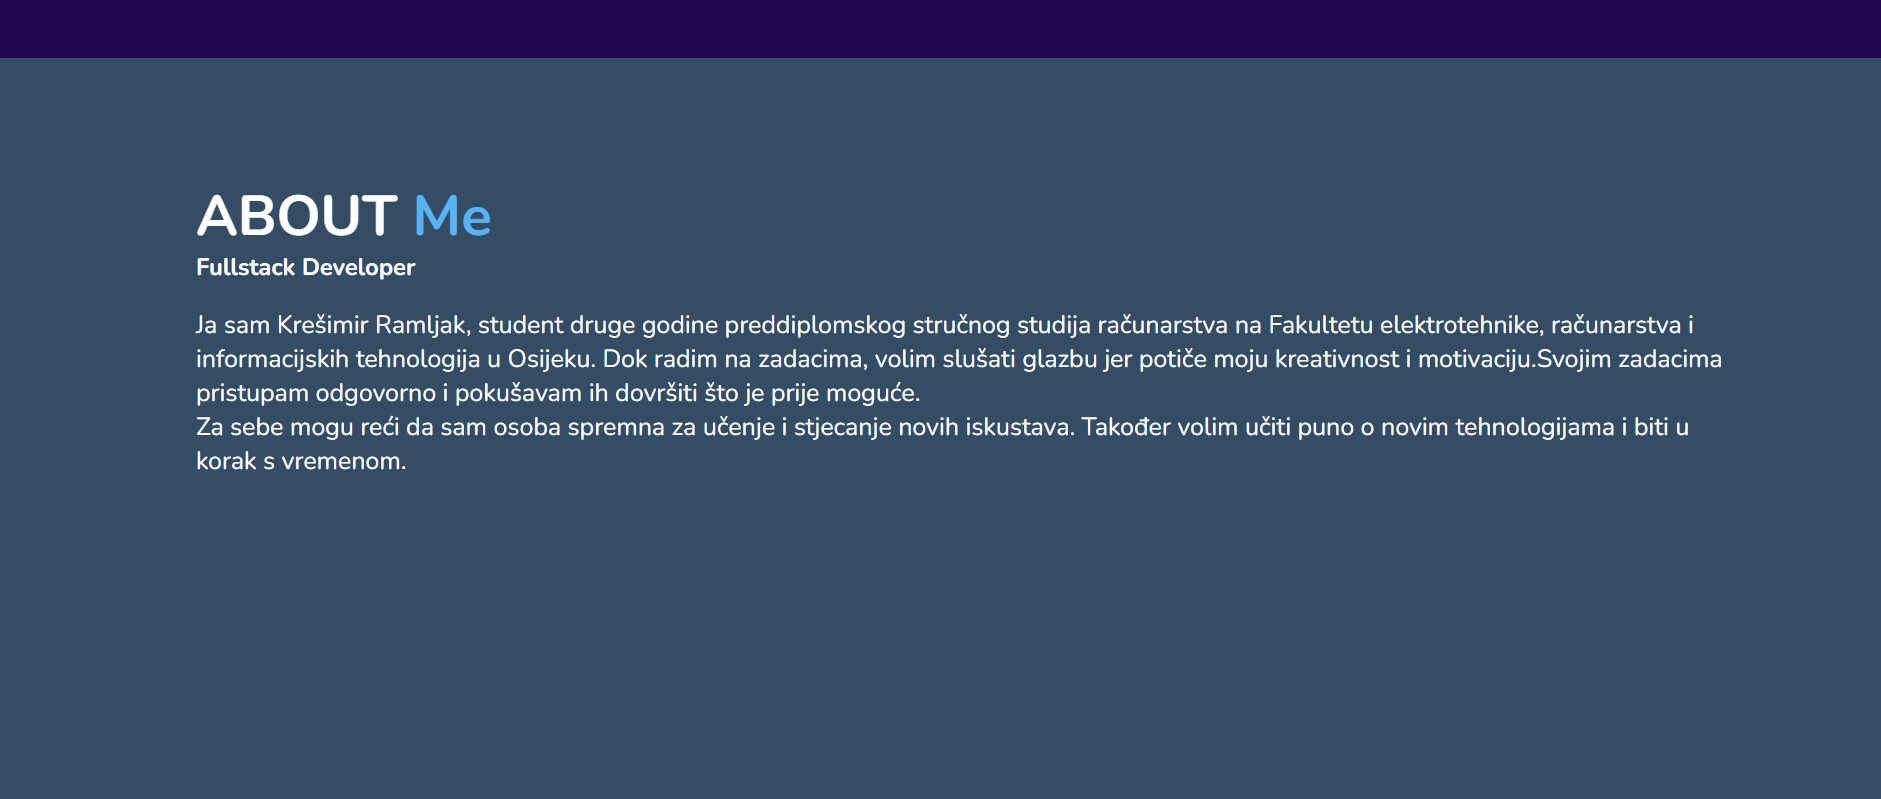 ABOUT Me
Fullstack Developer
Ja sam Krešimir Ramljak, student druge godine preddiplomskog stručnog studija računarstva na Fakultetu elektrotehnike, računarstva i
informacijskih tehnologija u Osijeku. Dok radim na zadacima, volim slušati glazbu jer potiče moju kreativnost i motivaciju.Svojim zadacima
pristupam odgovorno i pokušavam ih dovršiti što je prije moguće.
Za sebe mogu reći da sam osoba spremna za učenje i stjecanje novih iskustava. Također volim učiti puno o novim tehnologijama i biti u
korak s vremenom.